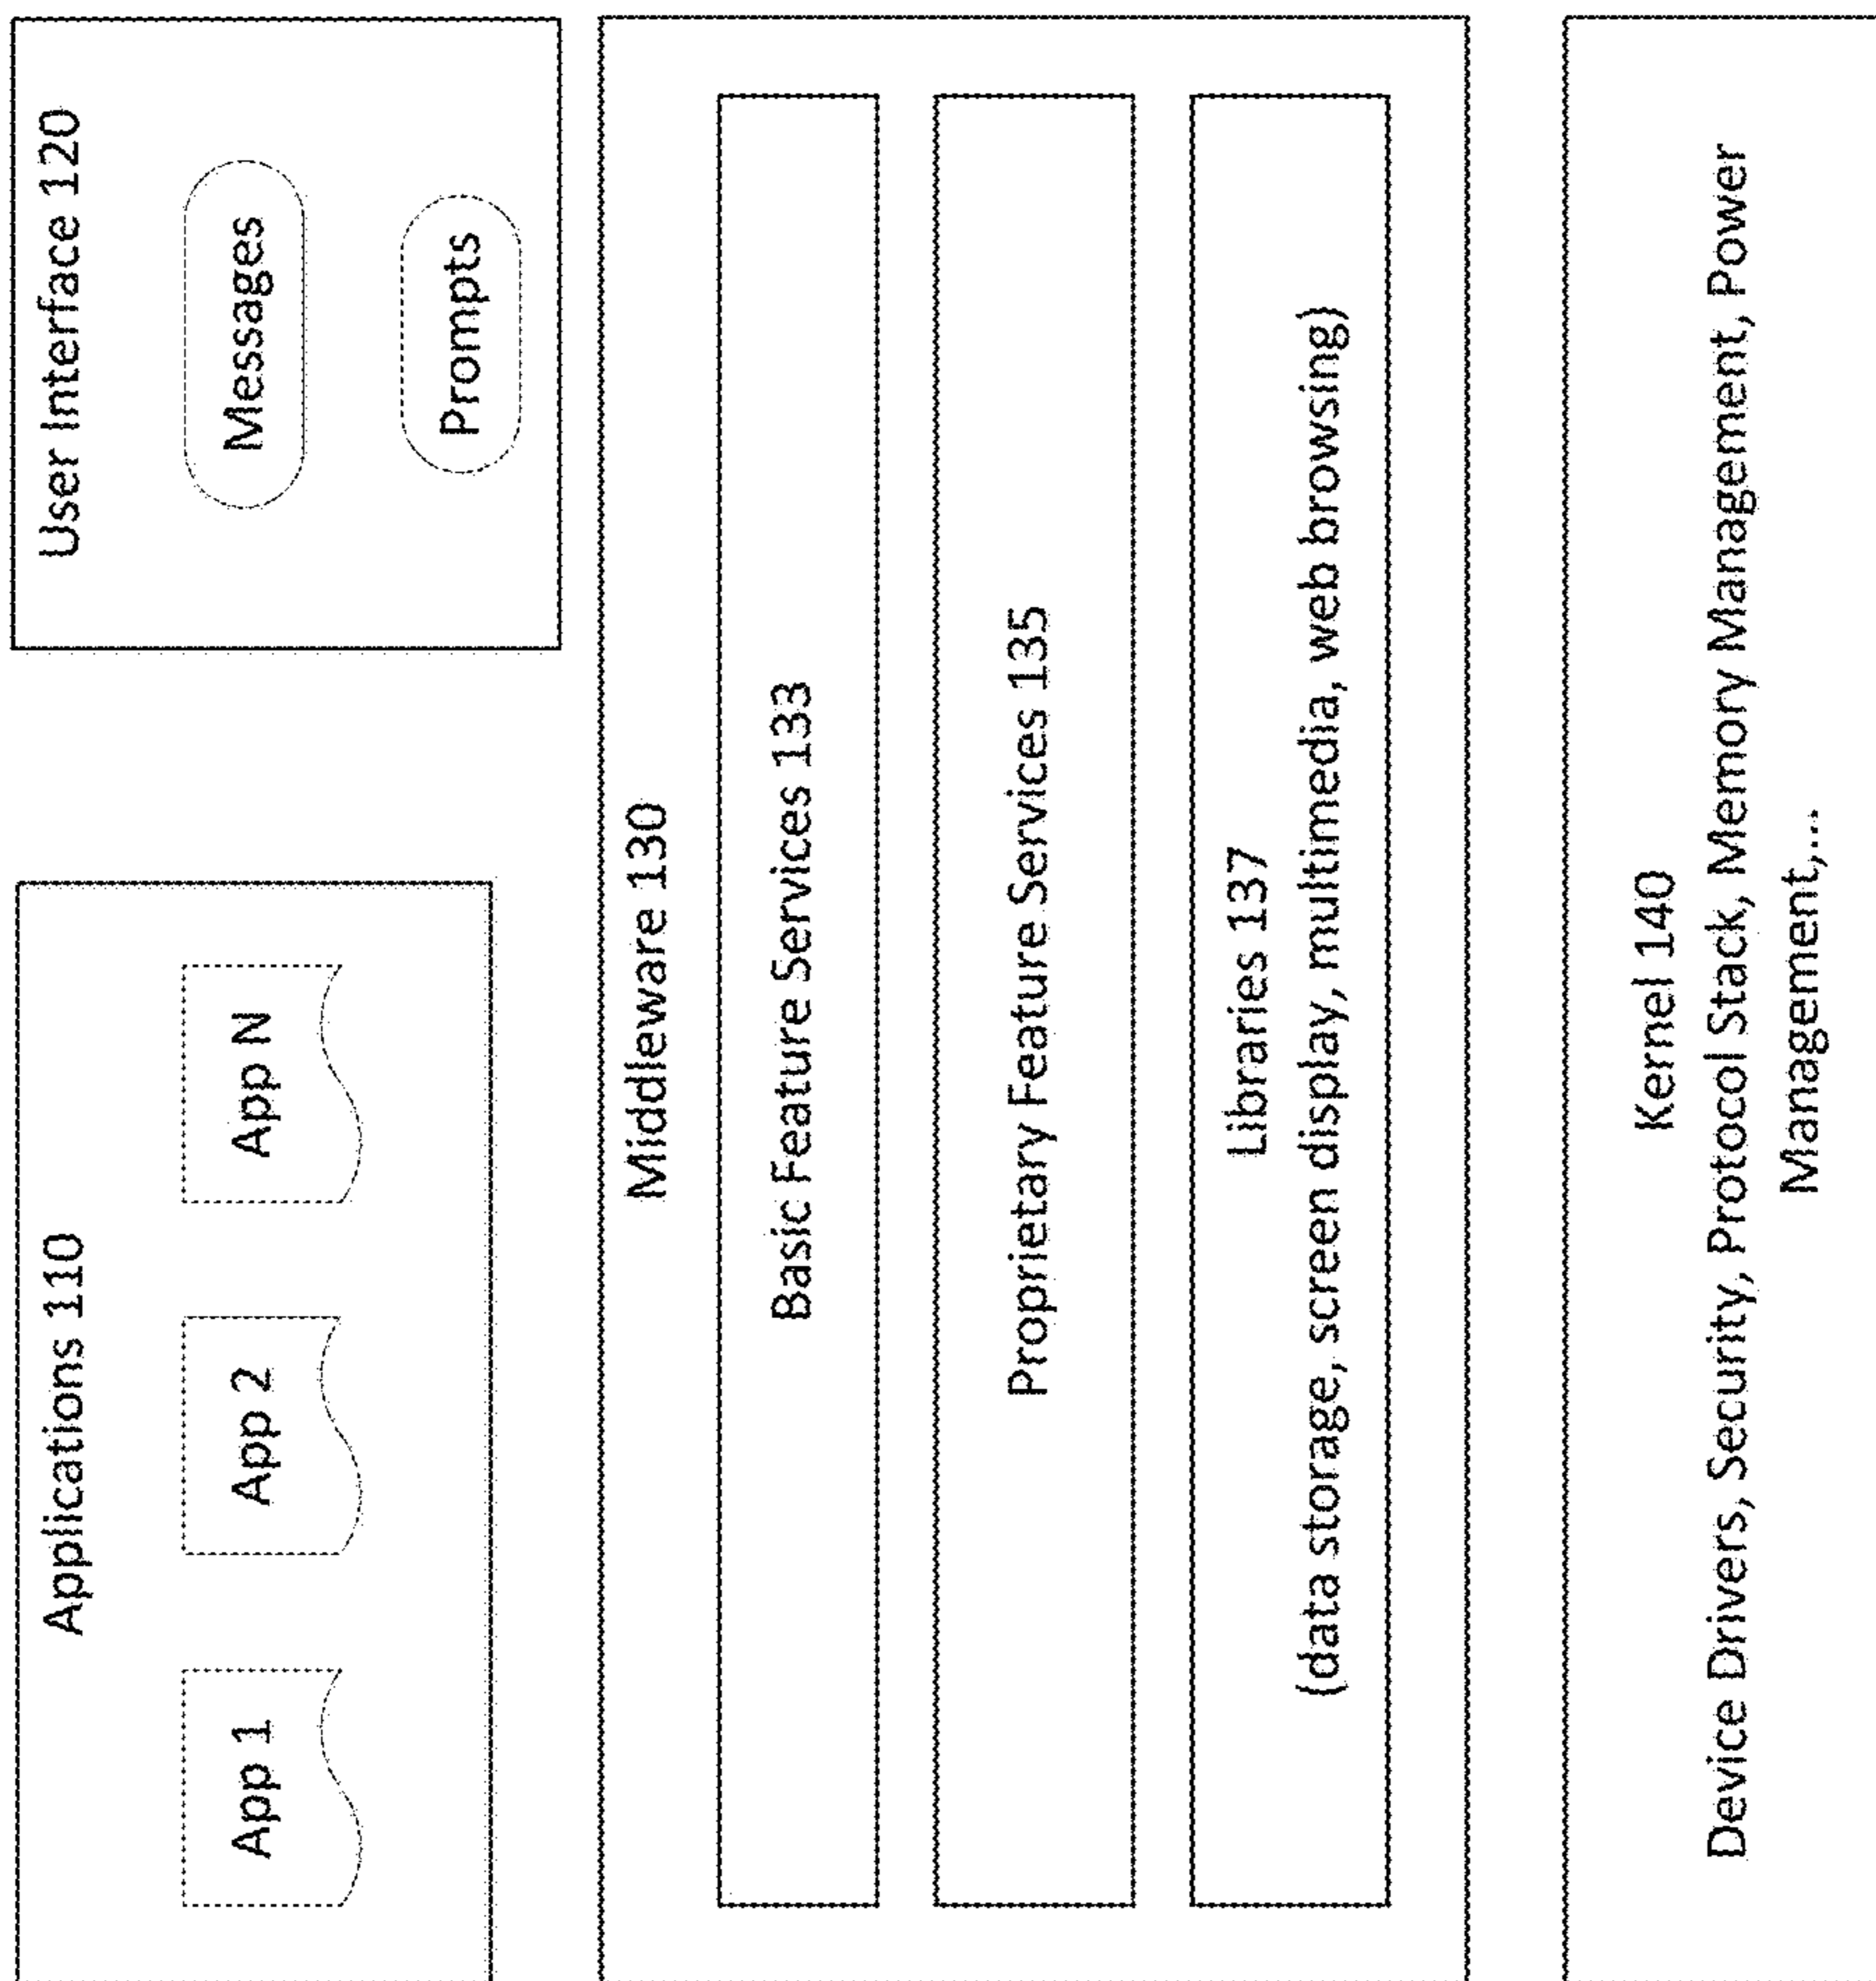 Applications 110
App 1
App 2
App N
User Interface 120
Messages
Prompts
Middleware 130
Basic Feature Services 133
Proprietary Feature Services 135
Libraries 137
(data storage, screen display, multimedia, web browsing)
Kernel 140
Device Drivers, Security, Protocol Stack, Memory Management, Power
Management,...